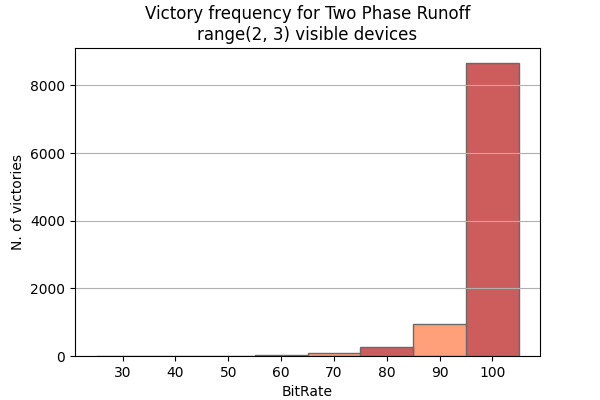 Victory frequency for Two Phase Runoff
range(2, 3) visible devices
N. of victories
8000
6000
4000
2000
0
30 40 50 60 70 80 90 100
BitRate